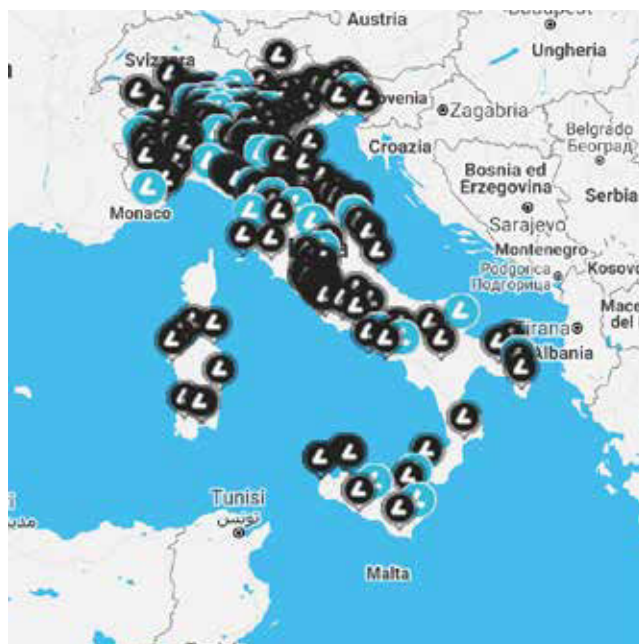 Austria
Ungheria
Svizzera
Zagabria
Croazia
Belgrado
Београд
Bosnia ed
Erzegovina
Serbia
Sarajevo
Monaco
Montenegro
Podgorica
Подгорица
Kosovo
Albania
Tunisi
تونس
Malta